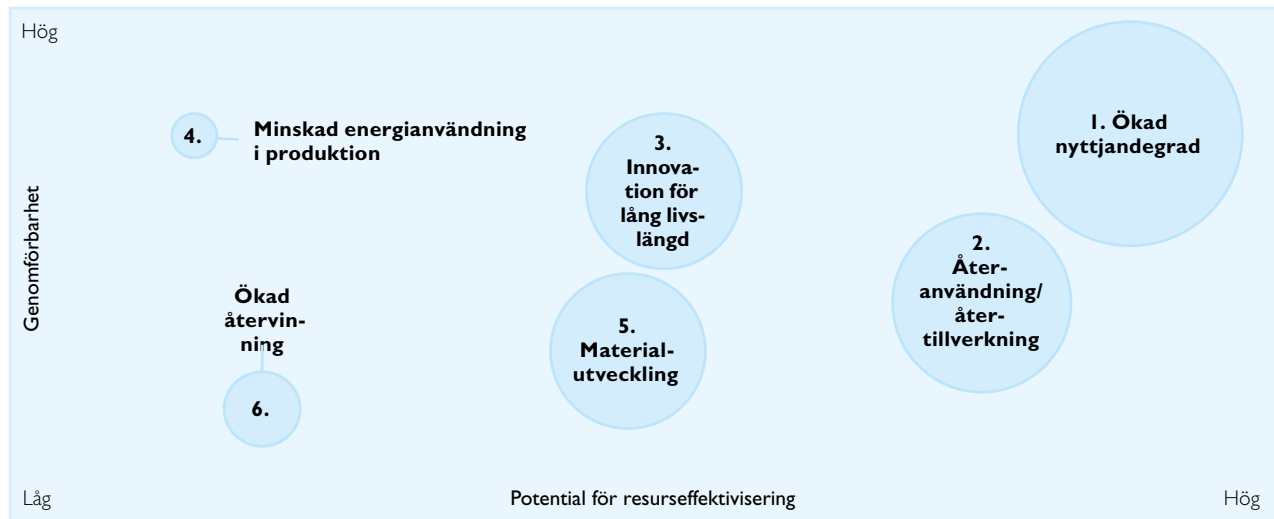 Hög
4.
Minskad energianvändning
i produktion
3.
Innova-
tion för
lång livs-
längd
1. Ökad
nyttjandegrad
Genomförbarhet
2.
Åter-
användning/
åter-
tillverkning
Ökad
återvin-
ning
6.
5.
Material-
utveckling
Låg
Potential för resurseffektivisering
Hög